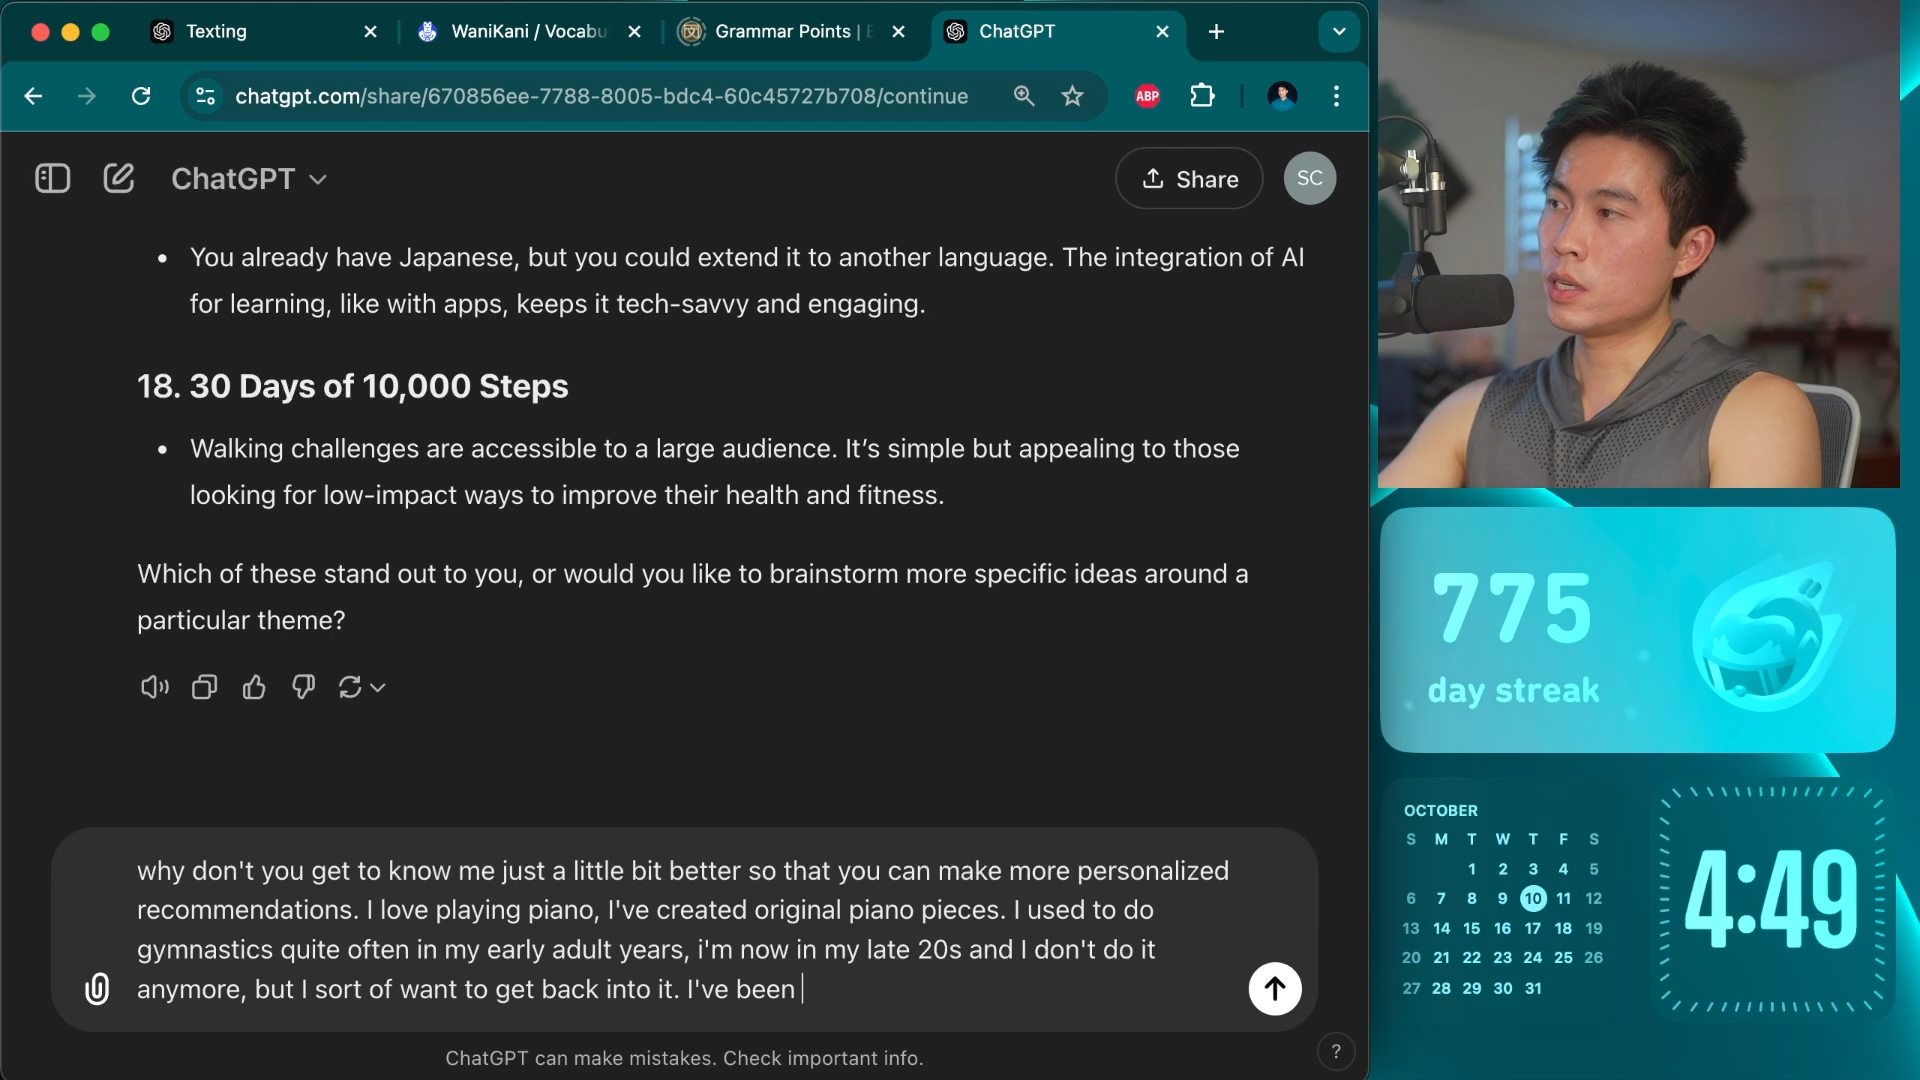 Texting
WaniKani / Vocabu
Grammar Points |
ChatGPT
chatgpt.com/share/670856ee-7788-8005-bdc4-60c45727b708/continue
ABP
ChatGPT
Share
SC
You already have Japanese, but you could extend it to another language. The integration of AI
for learning, like with apps, keeps it tech-savvy and engaging.
18. 30 Days of 10,000 Steps
Walking challenges are accessible to a large audience. It’s simple but appealing to those
looking for low-impact ways to improve their health and fitness.
Which of these stand out to you, or would you like to brainstorm more specific ideas around a
particular theme?
why don't you get to know me just a little bit better so that you can make more personalized
recommendations. I love playing piano, I've created original piano pieces. I used to do
gymnastics quite often in my early adult years, i'm now in my late 20s and I don't do it
anymore, but I sort of want to get back into it. I've been
ChatGPT can make mistakes. Check important info.
?
775
day streak
OCTOBER
S M T W T F S
1 2 3 4 5
6 7 8 9 10 11 12
13 14 15 16 17 18 19
20 21 22 23 24 25 26
27 28 29 30 31
4:49